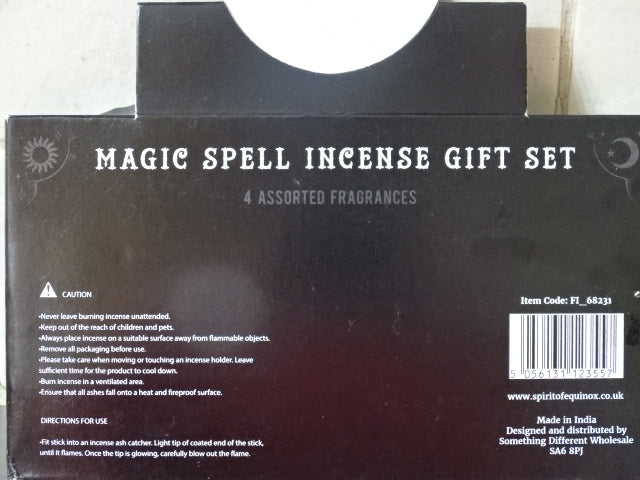 MAGIC SPELL INCENSE GIFT SET
4 ASSORTED FRAGRANCES
CAUTION
•Never leave burning incense unattended.
•Keep out of the reach of children and pets.
•Always place incense on a suitable surface away from flammable objects.
•Remove all packaging before use.
•Please take care when moving or touching an incense holder. Leave
sufficient time for the product to cool down.
•Burn incense in a ventilated area.
•Ensure that all ashes fall onto a heat and fireproof surface.
DIRECTIONS FOR USE
•Fit stick into an incense ash catcher. Light tip of coated end of the stick,
until it flames. Once the tip is glowing, carefully blow out the flame.
Item Code: FI_68231
5 056131 123557
www.spiritofequinox.co.uk
Made in India
Designed and distributed by
Something Different Wholesale
SA6 8PJ